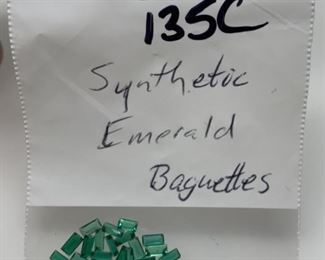 135C
Synthetic
Emerald
Baguettes